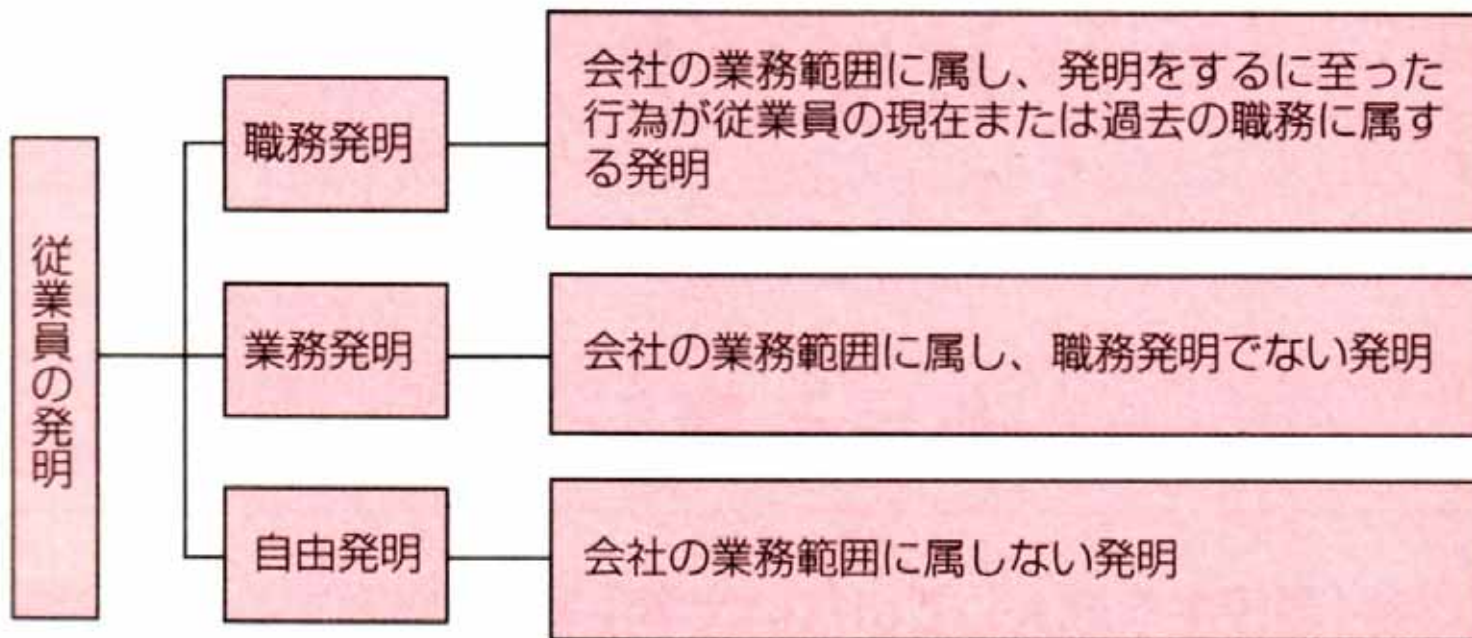 従業員の発明
職務発明
会社の業務範囲に属し、発明をするに至った
行為が従業員の現在または過去の職務に属す
る発明
業務発明
会社の業務範囲に属し、職務発明でない発明
自由発明
会社の業務範囲に属しない発明